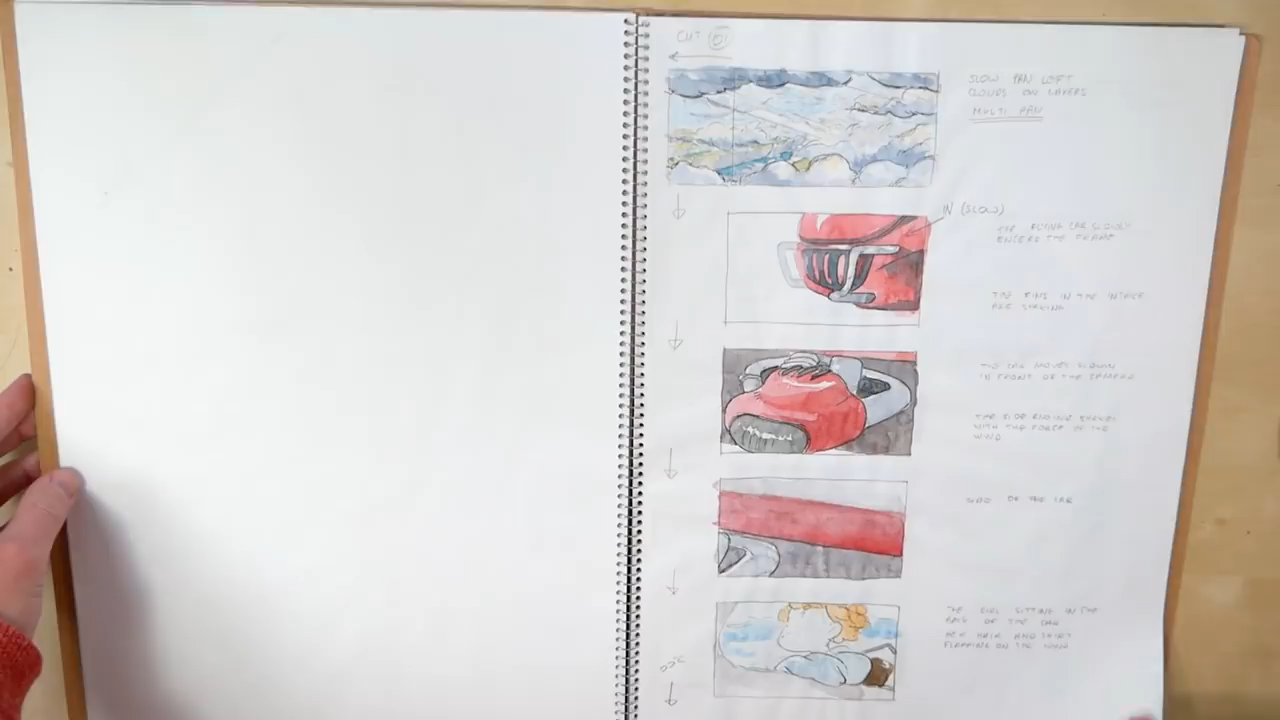 CUT 01
SLOW PAN LEFT
CLOUDS ON LAYERS
MULTI PAN
IN (SLOW)
THE FLYING CAR SLOWLY
ENTERS THE FRAME
THE FINS IN THE INTAKE
ARE SHAKING
THE CAR MOVES SLOWLY
IN FRONT OF THE CAMERA
THE SIDE ENGINE SHAKES
WITH THE FORCE OF THE
WIND
SIDE OF THE CAR
THE GIRL SITTING IN THE
BACK OF THE CAR
HER HAIR AND SHIRT
FLAPPING ON THE WIND